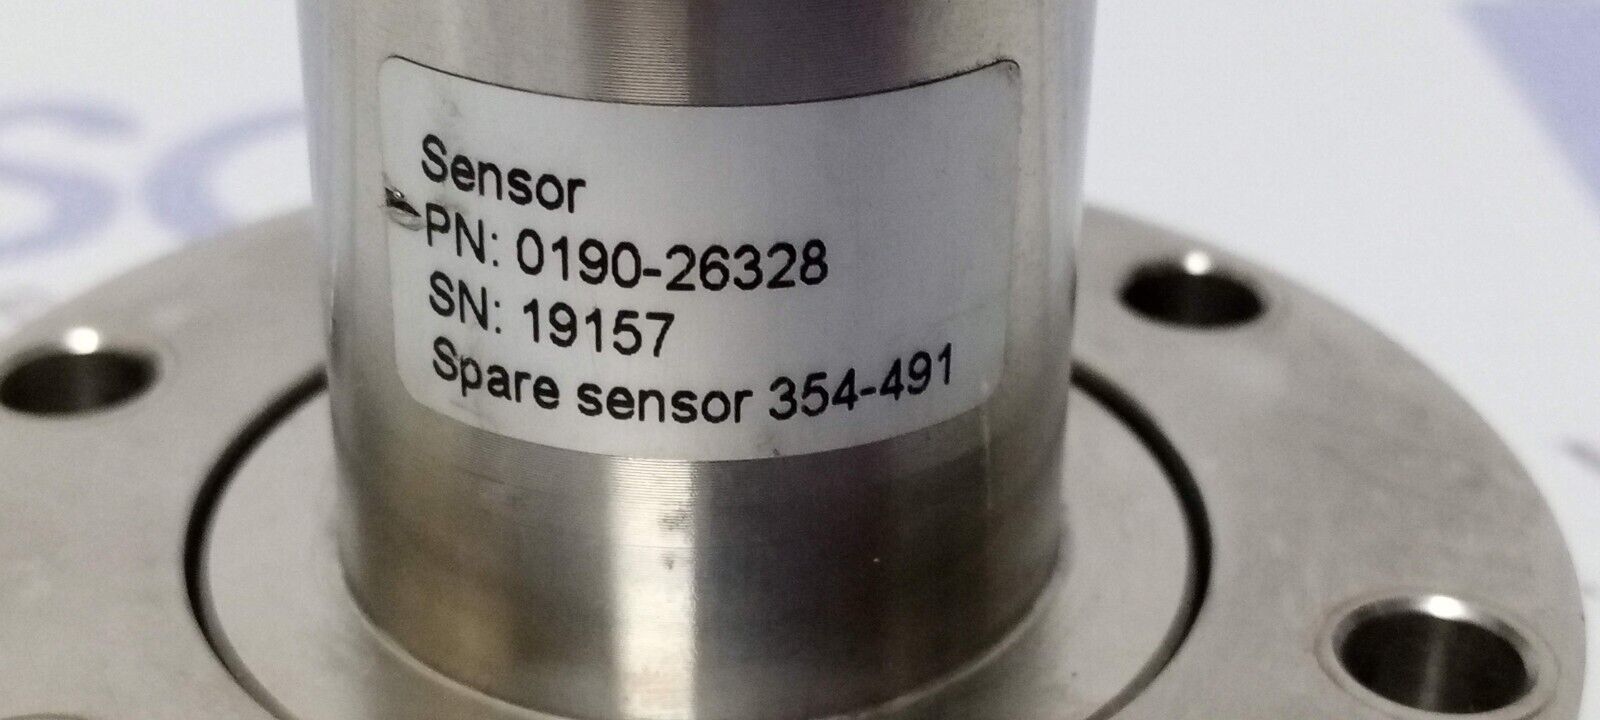 Sensor
PN: 0190-26328
SN: 19157
Spare sensor 354-491